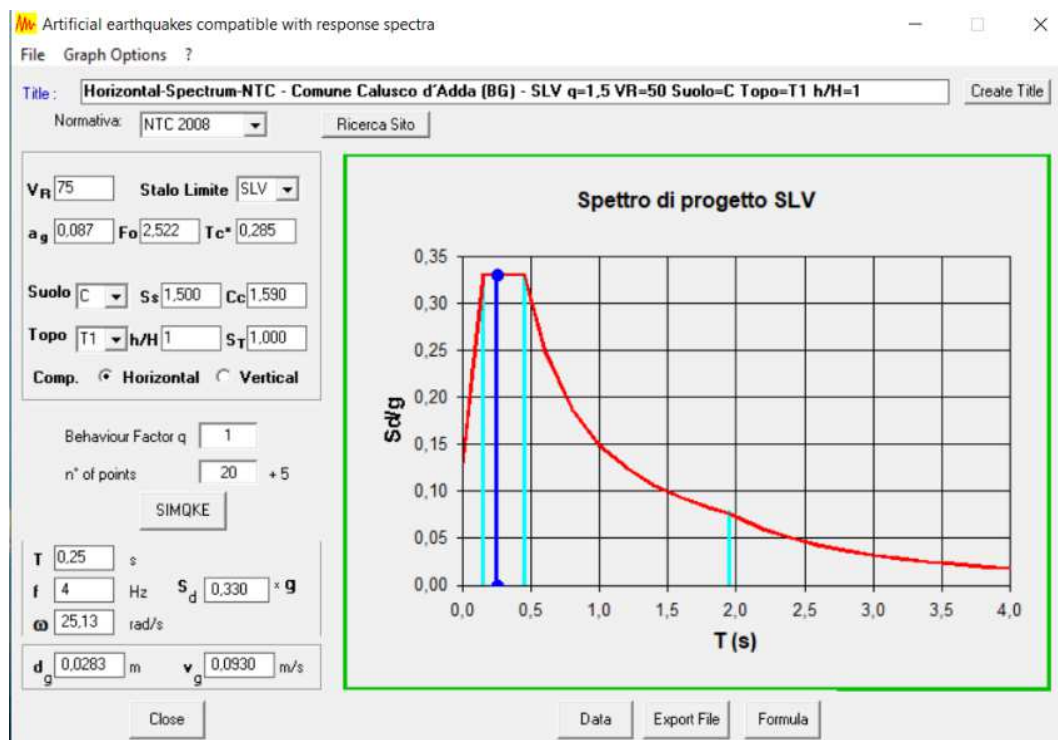 Artificial earthquakes compatible with response spectra
File Graph Options ?
Title : Horizontal-Spectrum-NTC - Comune Calusco d'Adda (BG) - SLV q=1,5 VR=50 Suolo=C Topo=T1 h/H=1 Create Title
Normativa: NTC 2008 Ricerca Sito
VR 75 Stalo Limite SLV
ag 0,087 Fo 2,522 Tc* 0,285
Suolo C Ss 1,500 Cc 1,590
Topo T1 h/H 1 ST 1,000
Comp. Horizontal Vertical
Behaviour Factor q 1
n° of points 20 + 5
SIMQKE
T 0,25 s
f 4 Hz Sd 0,330 × g
ω 25,13 rad/s
dg 0,0283 m vg 0,0930 m/s
Close
Spettro di progetto SLV
Sd/g
0,35
0,30
0,25
0,20
0,15
0,10
0,05
0,00
0,0 0,5 1,0 1,5 2,0 2,5 3,0 3,5 4,0
T (s)
Data Export File Formula